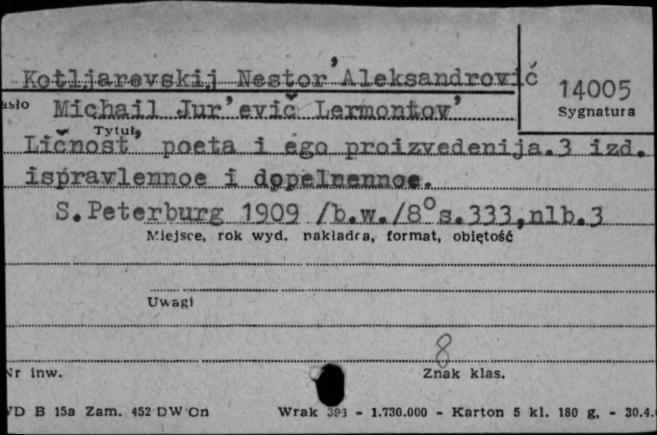 Kotljarevskij Nestor'Aleksandrović
14005
asło
Sygnatura
Michail Jur'evič Lermontov'
Tytuł
Ličnost' poeta i ego proizvedenija.3 izd.
ispravlennoe i dopelnennoe.
S.Peterburg 1909 /b.w./8° s.333,nlb.3
Miejsce, rok wyd. nakładca, format, objętość
Uwagi
8
Nr inw.
Znak klas.
D B 15a Zam. 452 DW On Wrak 393 - 1.730.000 - Karton 5 kl. 180 g. - 30.4.